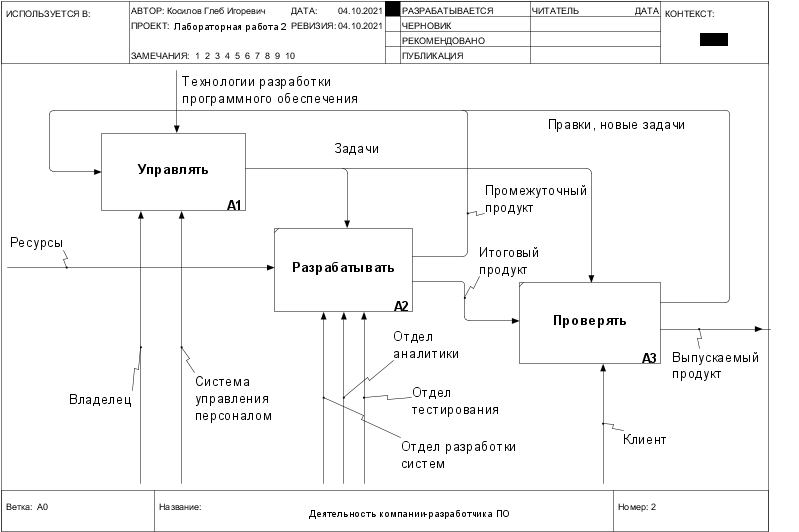 ИСПОЛЬЗУЕТСЯ В:
АВТОР: Косилов Глеб Игоревич ДАТА: 04.10.2021
РАЗРАБАТЫВАЕТСЯ
ЧИТАТЕЛЬ ДАТА
КОНТЕКСТ:
ПРОЕКТ: Лабораторная работа 2 РЕВИЗИЯ: 04.10.2021
ЧЕРНОВИК
РЕКОМЕНДОВАНО
ЗАМЕЧАНИЯ: 1 2 3 4 5 6 7 8 9 10
ПУБЛИКАЦИЯ
Технологии разработки
программного обеспечения
Правки, новые задачи
Управлять
A1
Задачи
Промежуточный
продукт
Ресурсы
Разрабатывать
A2
Итоговый
продукт
Проверять
A3
Выпускаемый
продукт
Отдел
аналитики
Владелец
Система
управления
персоналом
Отдел
тестирования
Отдел разработки
систем
Клиент
Ветка: A0
Название:
Деятельность компании-разработчика ПО
Номер: 2